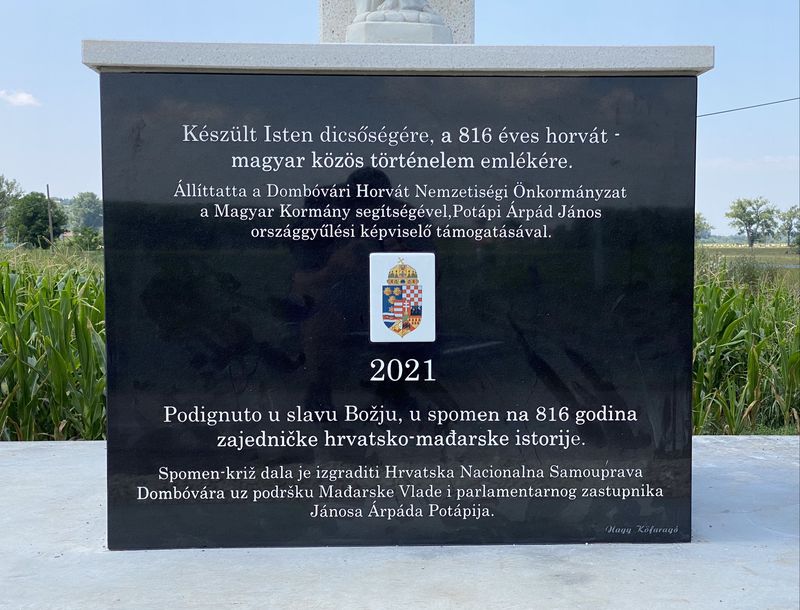 Készült Isten dicsőségére, a 816 éves horvát -
magyar közös történelem emlékére.
Állíttatta a Dombóvári Horvát Nemzetiségi Önkormányzat
a Magyar Kormány segítségével,Potápi Árpád János
országgyűlési képviselő támogatásával.
2021
Podignuto u slavu Božju, u spomen na 816 godina
zajedničke hrvatsko-mađarske istorije.
Spomen-križ dala je izgraditi Hrvatska Nacionalna Samouprava
Dombóvára uz podršku Mađarske Vlade i parlamentarnog zastupnika
Jánosa Árpáda Potápija.
Nagy Kőfaragó